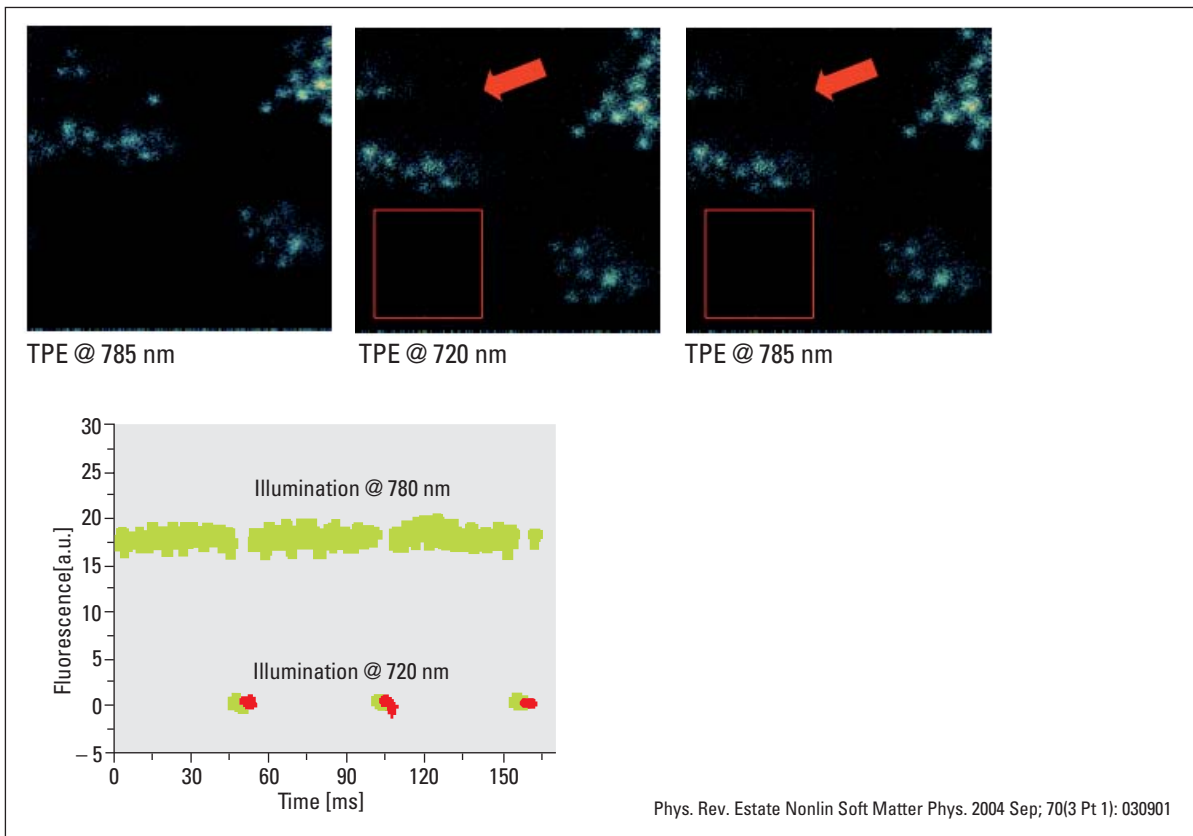 TPE @ 785 nm
TPE @ 720 nm
TPE @ 785 nm
30
25
20
15
10
5
0
– 5
Fluorescence[a.u.]
Illumination @ 780 nm
Illumination @ 720 nm
0
30
60
90
120
150
Time [ms]
Phys. Rev. Estate Nonlin Soft Matter Phys. 2004 Sep; 70(3 Pt 1): 030901